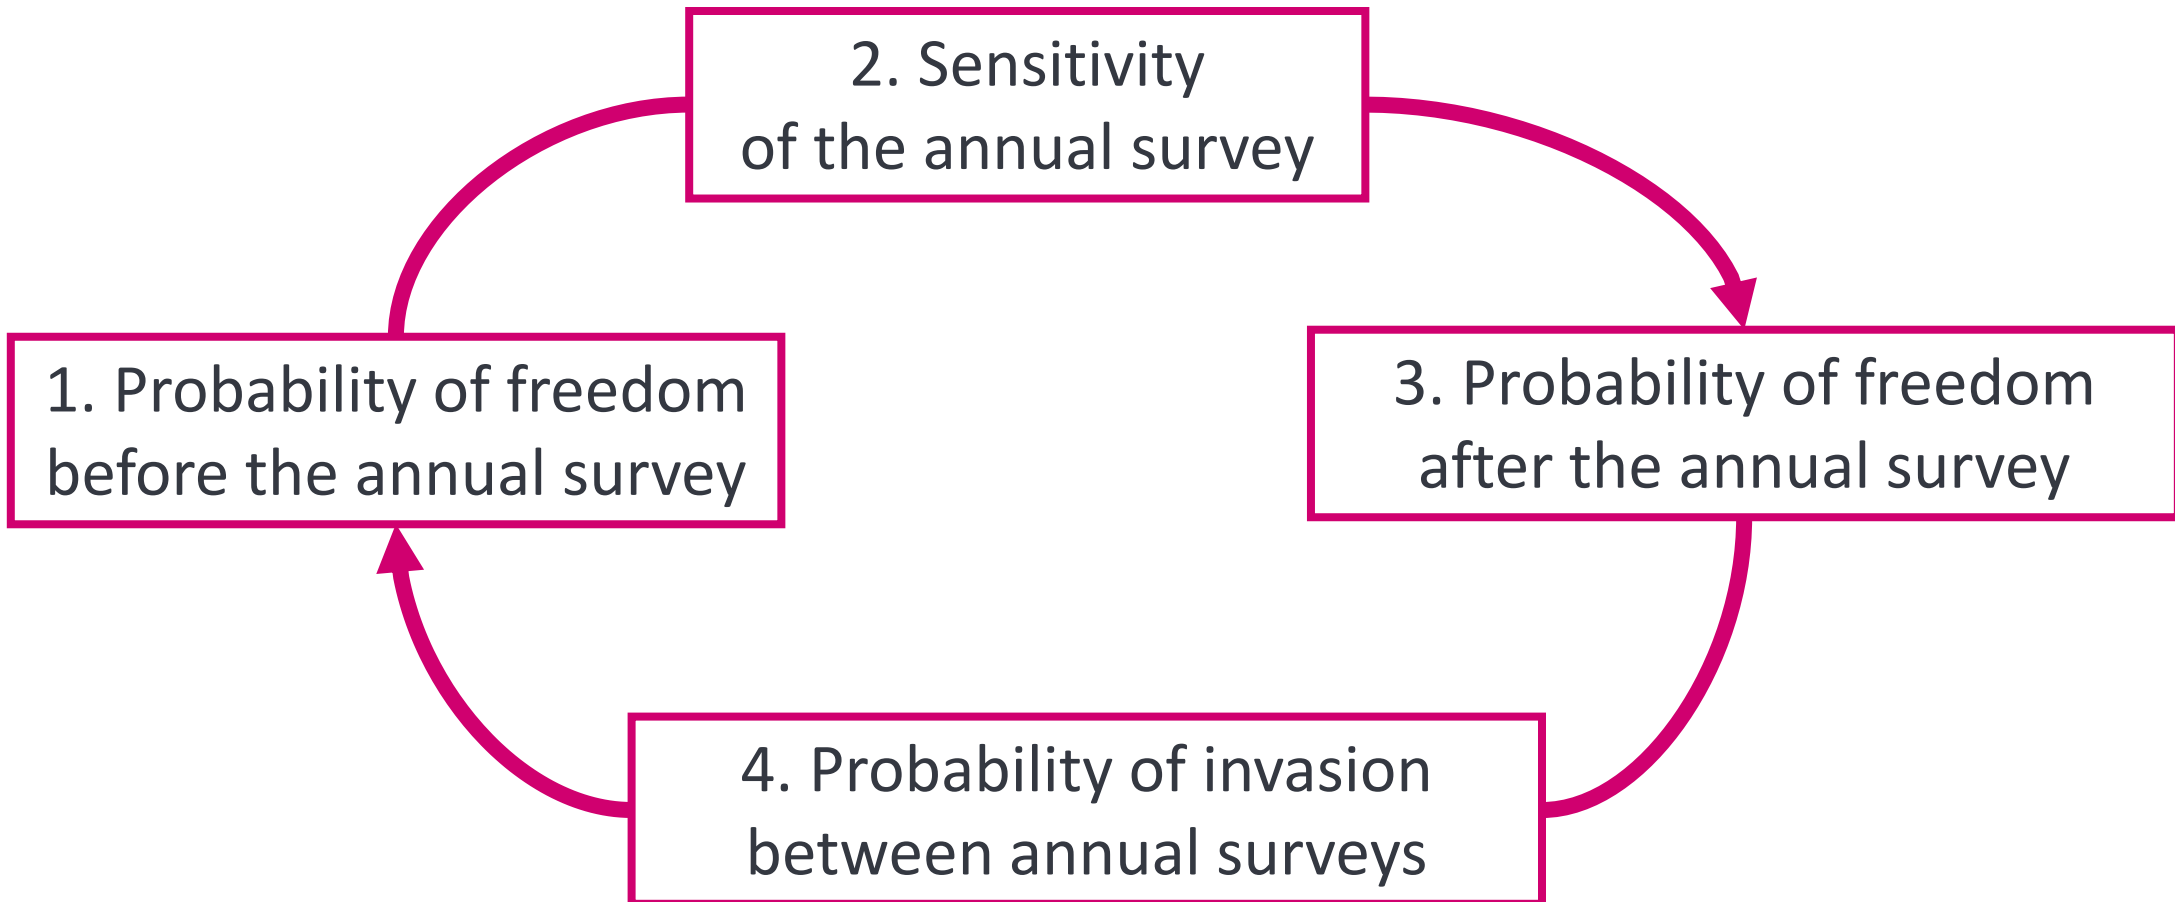 2. Sensitivity
of the annual survey
1. Probability of freedom
before the annual survey
3. Probability of freedom
after the annual survey
4. Probability of invasion
between annual surveys